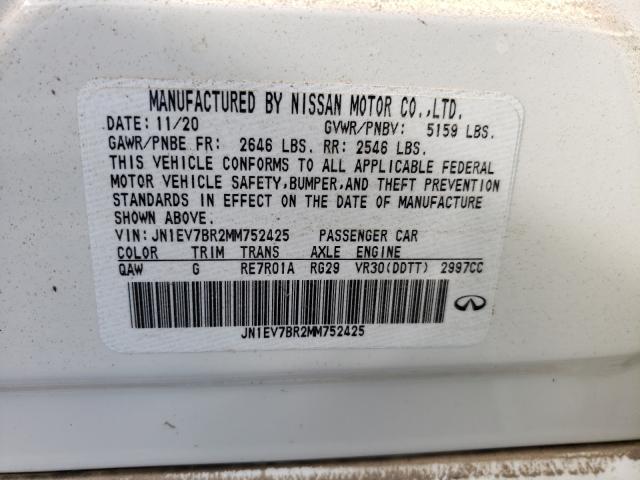 MANUFACTURED BY NISSAN MOTOR CO.,LTD.
DATE: 11/20 GVWR/PNBV: 5159 LBS.
GAWR/PNBE FR: 2646 LBS. RR: 2546 LBS.
THIS VEHICLE CONFORMS TO ALL APPLICABLE FEDERAL
MOTOR VEHICLE SAFETY,BUMPER,AND THEFT PREVENTION
STANDARDS IN EFFECT ON THE DATE OF MANUFACTURE
SHOWN ABOVE.
VIN: JN1EV7BR2MM752425 PASSENGER CAR
COLOR TRIM TRANS AXLE ENGINE
QAW G RE7R01A RG29 VR30(DDTT) 2997CC
JN1EV7BR2MM752425